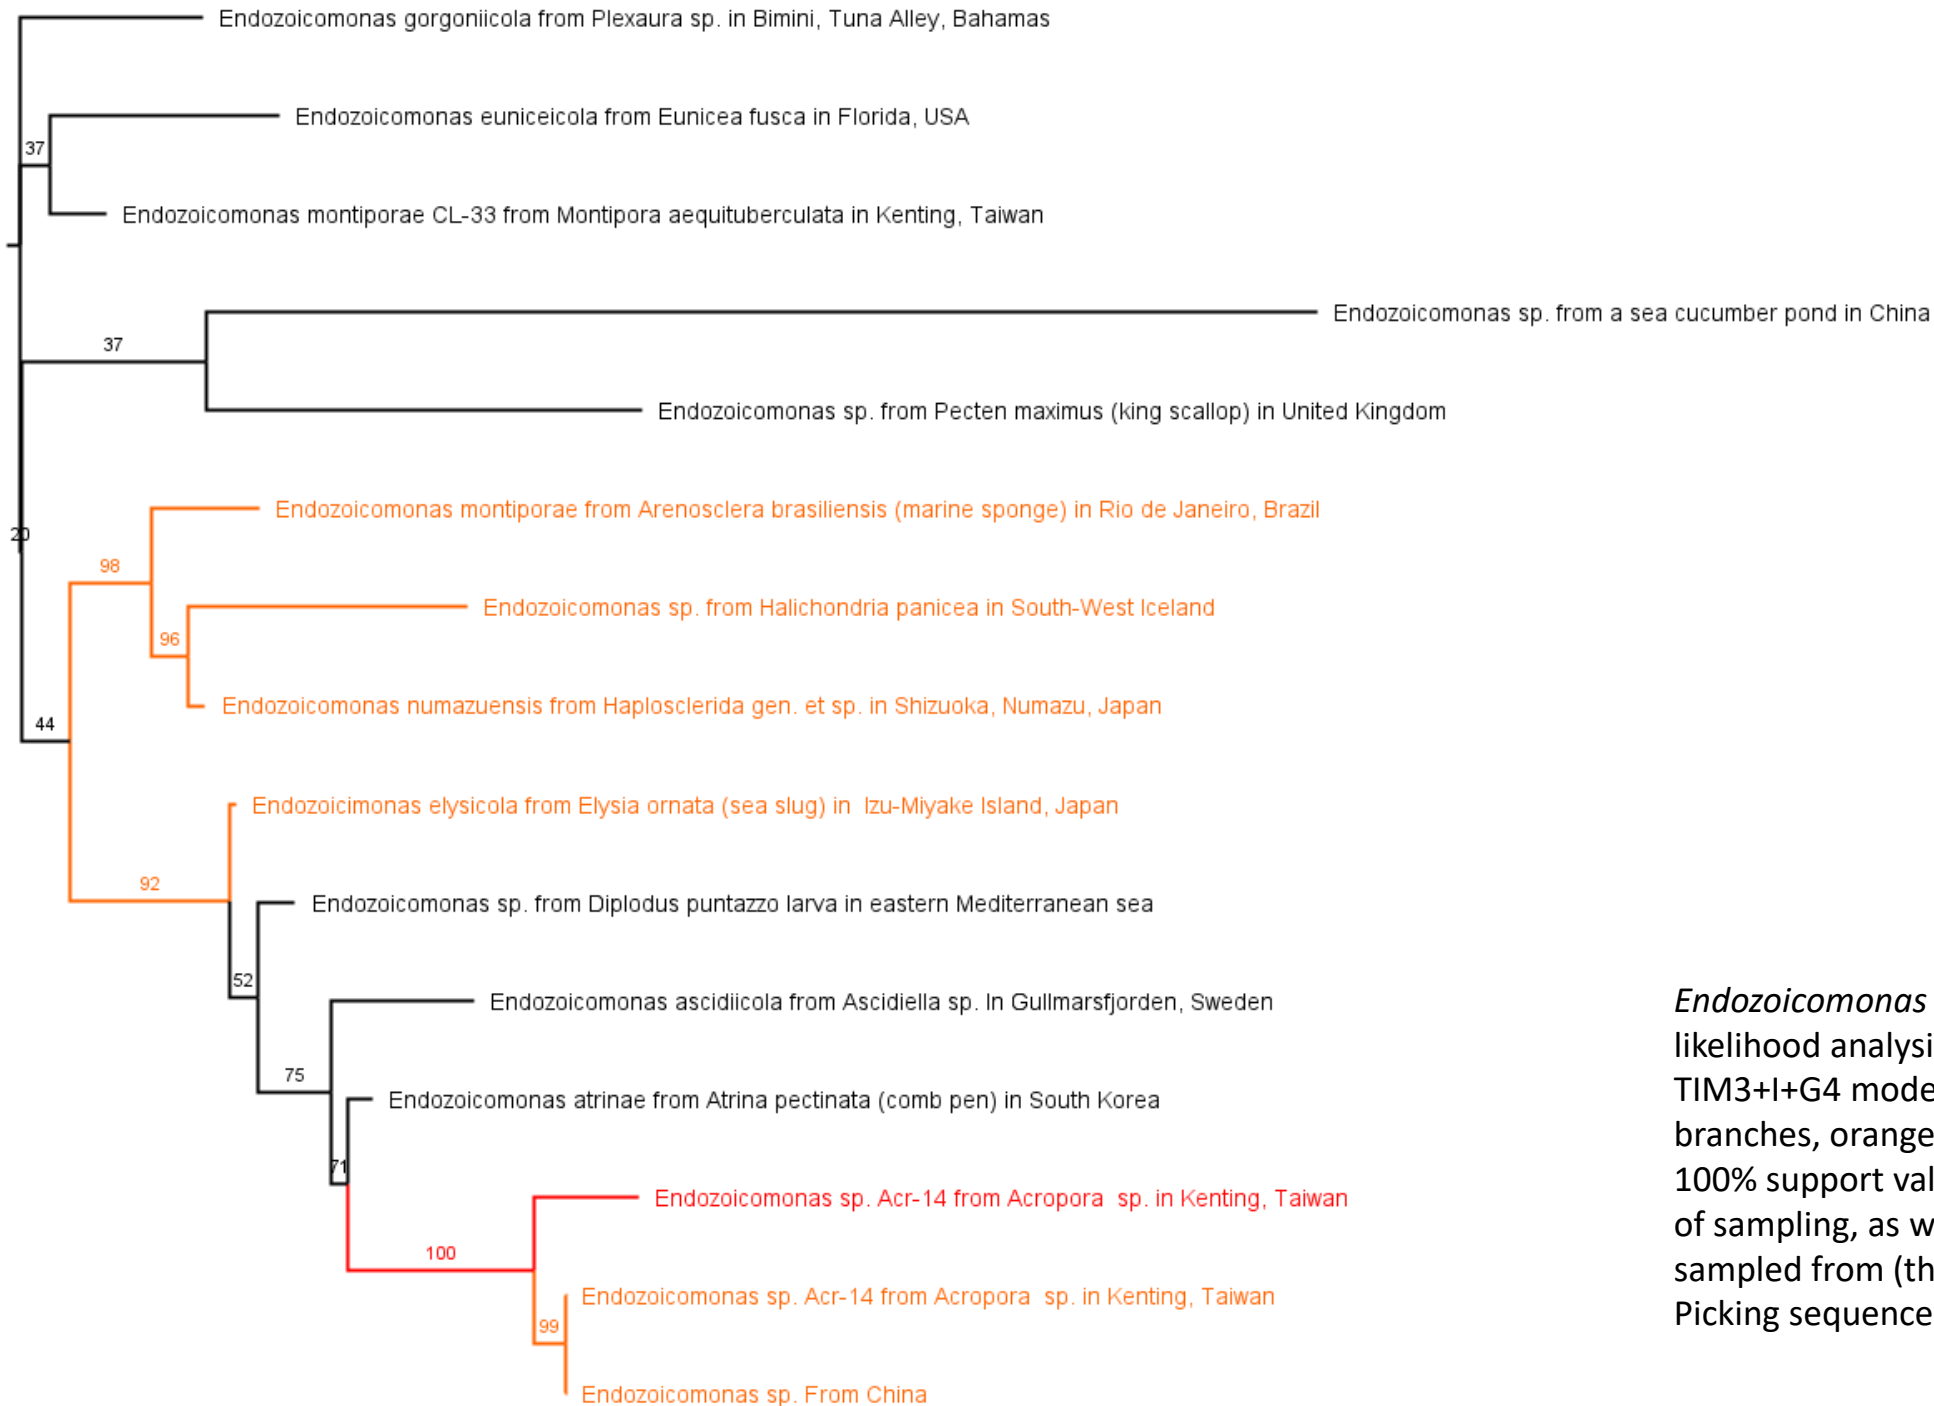 Endozoicomonas gorgoniicola from Plexaura sp. in Bimini, Tuna Alley, Bahamas
Endozoicomonas euniceicola from Eunicea fusca in Florida, USA
37
Endozoicomonas montiporae CL-33 from Montipora aequituberculata in Kenting, Taiwan
Endozoicomonas sp. from a sea cucumber pond in China
37
Endozoicomonas sp. from Pecten maximus (king scallop) in United Kingdom
Endozoicomonas montiporae from Arenosclera brasiliensis (marine sponge) in Rio de Janeiro, Brazil
20
98
Endozoicomonas sp. from Halichondria panicea in South-West Iceland
96
Endozoicomonas numazuensis from Haplosclerida gen. et sp. in Shizuoka, Numazu, Japan
44
Endozoicimonas elysicola from Elysia ornata (sea slug) in  Izu-Miyake Island, Japan
92
Endozoicomonas sp. from Diplodus puntazzo larva in eastern Mediterranean sea
52
Endozoicomonas ascidiicola from Ascidiella sp. In Gullmarsfjorden, Sweden
75
Endozoicomonas atrinae from Atrina pectinata (comb pen) in South Korea
71
Endozoicomonas sp. Acr-14 from Acropora  sp. in Kenting, Taiwan
100
Endozoicomonas sp. Acr-14 from Acropora  sp. in Kenting, Taiwan
99
Endozoicomonas sp. From China
Endozoicomonas
likelihood analysi
TIM3+I+G4 mode
branches, orange
100% support val
of sampling, as w
sampled from (th
Picking sequence